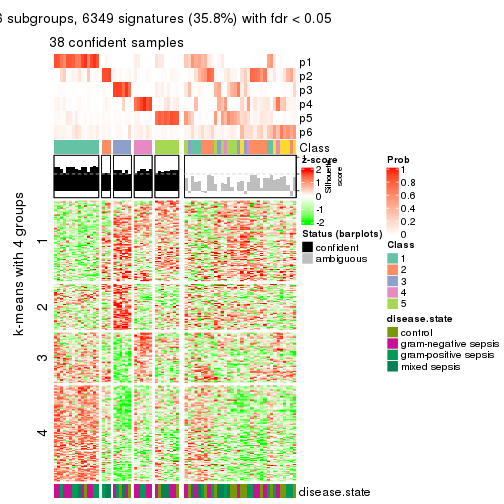 6 subgroups, 6349 signatures (35.8%) with fdr < 0.05
38 confident samples
p1
p2
p3
p4
p5
p6
Class
z-score
2
1
0
-1
-2
Silhouette
score
Status (barplots)
confident
ambiguous
Prob
1
0.8
0.6
0.4
0.2
0
Class
1
2
3
4
5
disease.state
control
gram-negative sepsis
gram-positive sepsis
mixed sepsis
k-means with 4 groups
1
2
3
4
disease.state